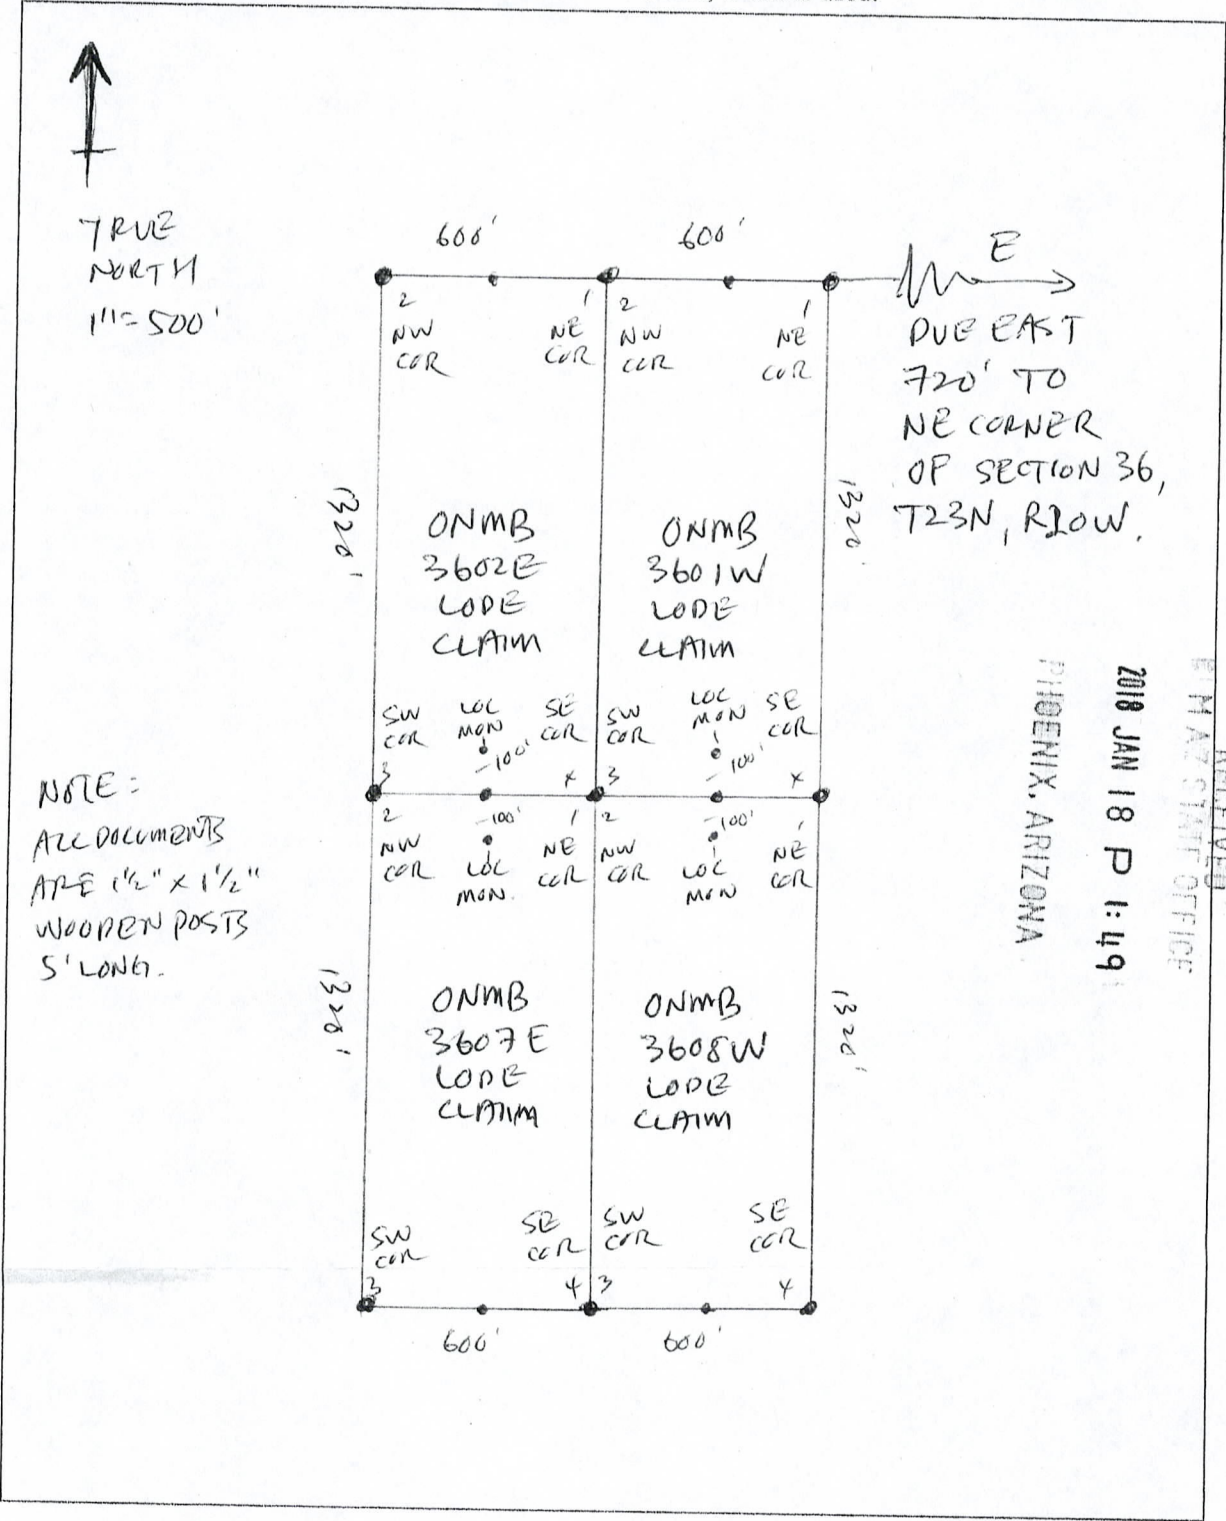 TRUE
NORTH
1"=500'
600'
600'
E
2
NW
COR
1
NE
COR
2
NW
COR
1
NE
COR
DUE EAST
720' TO
NE CORNER
OF SECTION 36,
T23N, R10W.
1320'
ONMB
3602E
LODE
CLAIM
ONMB
3601W
LODE
CLAIM
1320'
SW
COR
3
LOC
MON
-100'
SE
COR
4
SW
COR
3
LOC
MON
-100'
SE
COR
4
2
NW
COR
-100'
LOC
MON.
1
NE
COR
2
NW
COR
-100'
LOC
MON
1
NE
COR
NOTE:
ALL DOCUMENTS
ARE 1½" x 1½"
WOODEN POSTS
5' LONG.
1320'
ONMB
3607E
LODE
CLAIM
ONMB
3608W
LODE
CLAIM
1320'
SW
COR
3
SE
COR
4
SW
COR
3
SE
COR
4
600'
600'
RECEIVED
AZ STATE OFFICE
2018 JAN 18 P 1:49
PHOENIX, ARIZONA